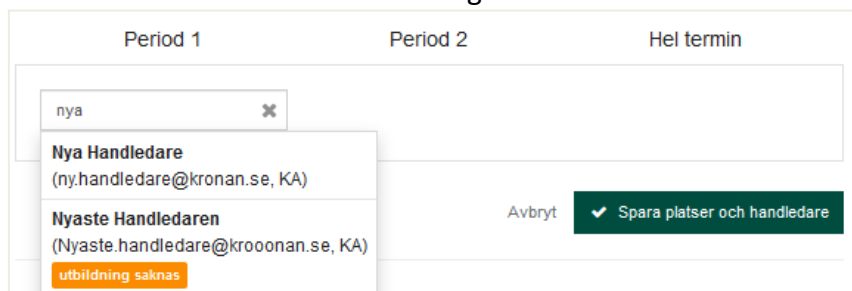 Period 1 Period 2 Hel termin
nya
Nya Handledare
(ny.handledare@kronan.se, KA)
Nyaste Handledaren
(Nyaste.handledare@krooonan.se, KA)
utbildning saknas
Avbryt Spara platser och handledare